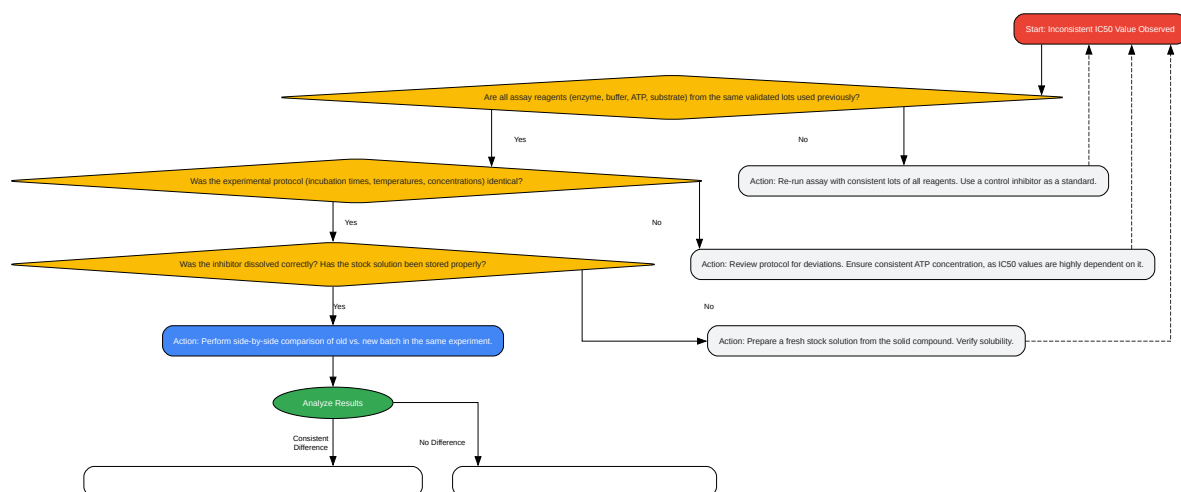 Start: Inconsistent IC50 Value Observed
Are all assay reagents (enzyme, buffer, ATP, substrate) from the same validated lots used previously?
Yes
No
Was the experimental protocol (incubation times, temperatures, concentrations) identical?
Action: Re-run assay with consistent lots of all reagents. Use a control inhibitor as a standard.
Yes
No
Was the inhibitor dissolved correctly? Has the stock solution been stored properly?
Action: Review protocol for deviations. Ensure consistent ATP concentration, as IC50 values are highly dependent on it.
Yes
No
Action: Perform side-by-side comparison of old vs. new batch in the same experiment.
Action: Prepare a fresh stock solution from the solid compound. Verify solubility.
Analyze Results
Consistent
Difference
No Difference